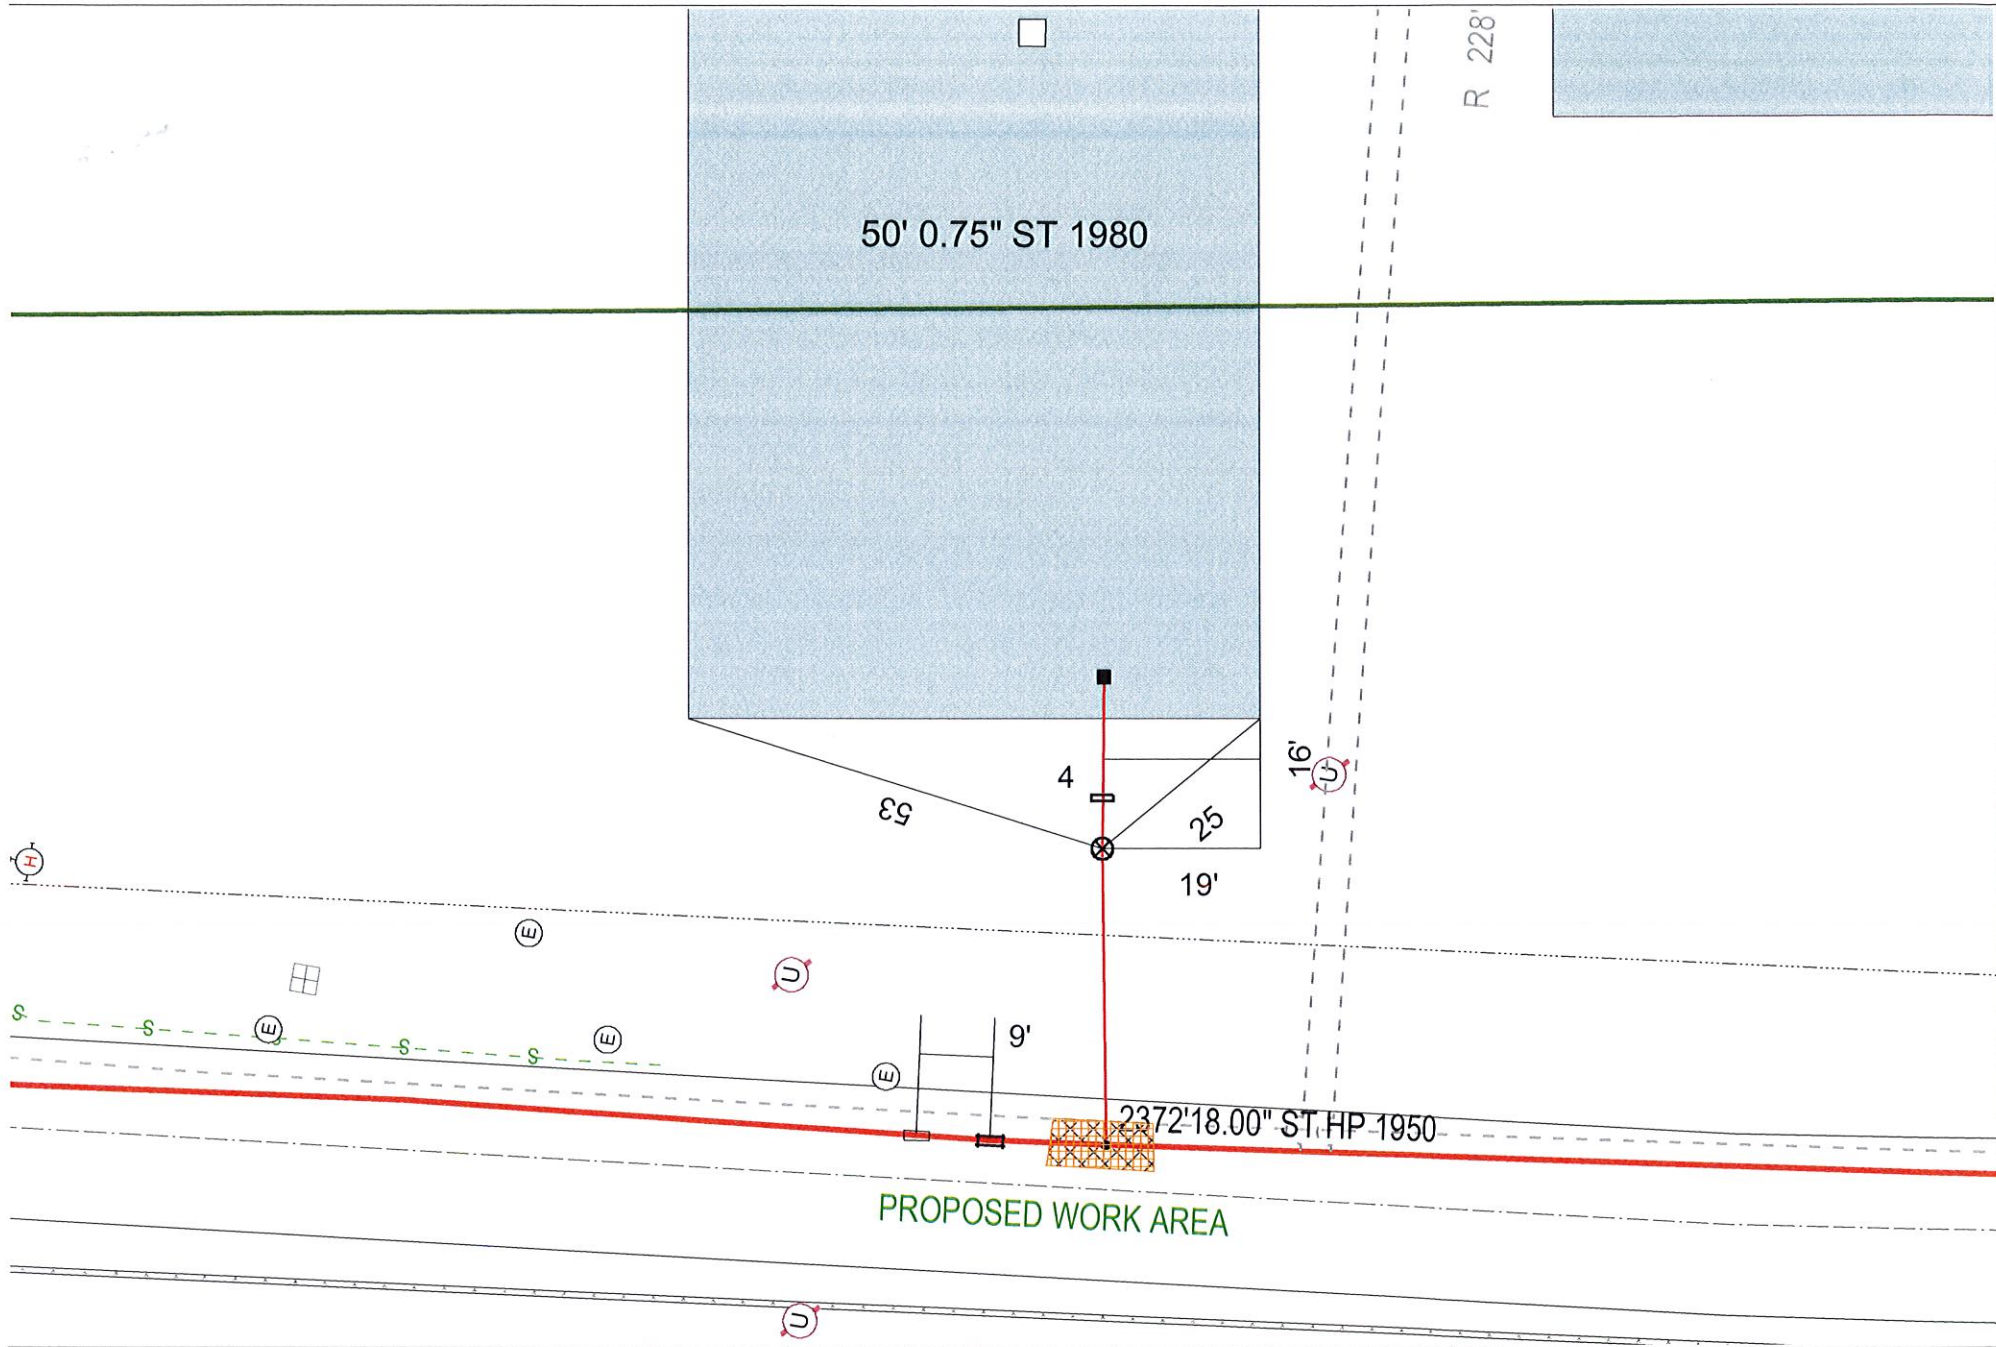 R 228'
50' 0.75" ST 1980
16'
U
4
53
25
19'
H
E
U
S
S
S
S
S
E
E
E
9'
2372'18.00" ST HP 1950
PROPOSED WORK AREA
U